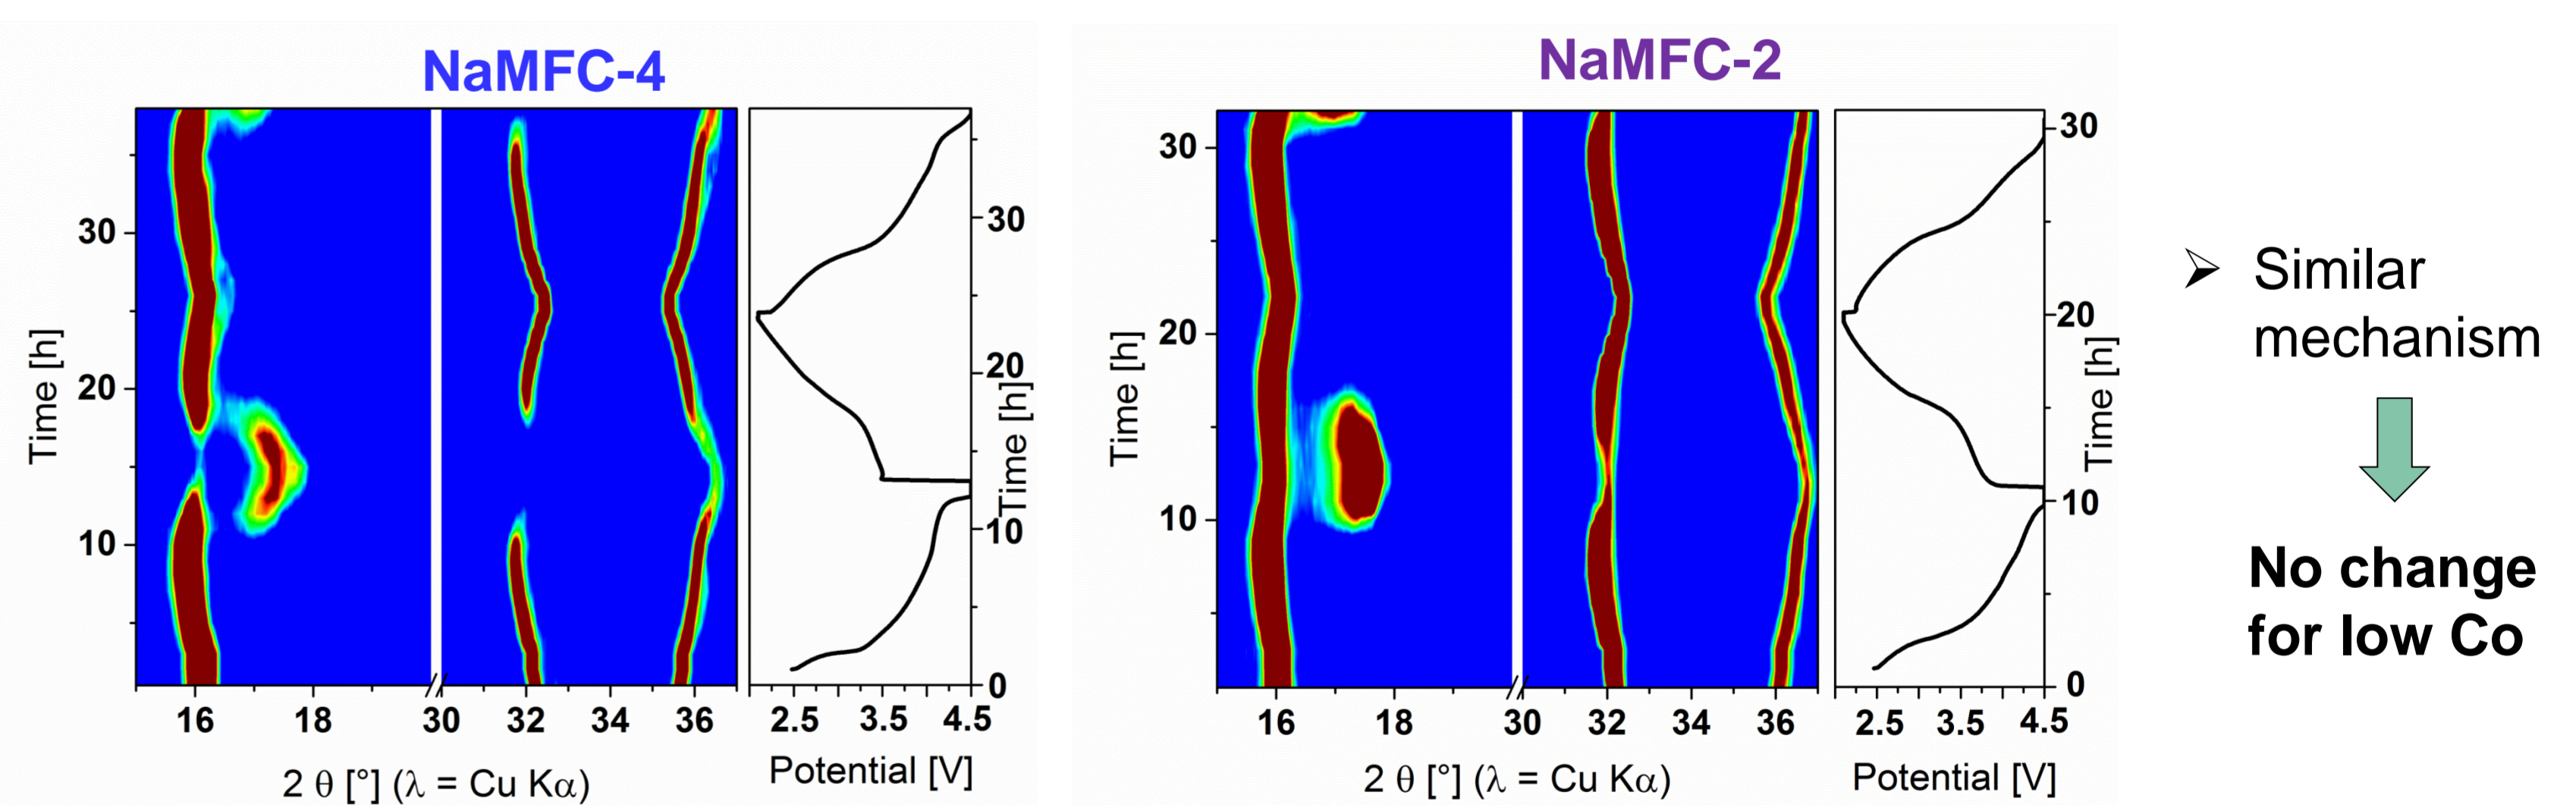 NaMFC-4
Time [h]
30
20
10
16 18 30 32 34 36
2 θ [°] (λ = Cu Kα)
30
20
10
0
Time [h]
2.5 3.5 4.5
Potential [V]
NaMFC-2
Time [h]
30
20
10
16 18 30 32 34 36
2 θ [°] (λ = Cu Kα)
30
20
10
0
Time [h]
2.5 3.5 4.5
Potential [V]
Similar
mechanism
No change
for low Co